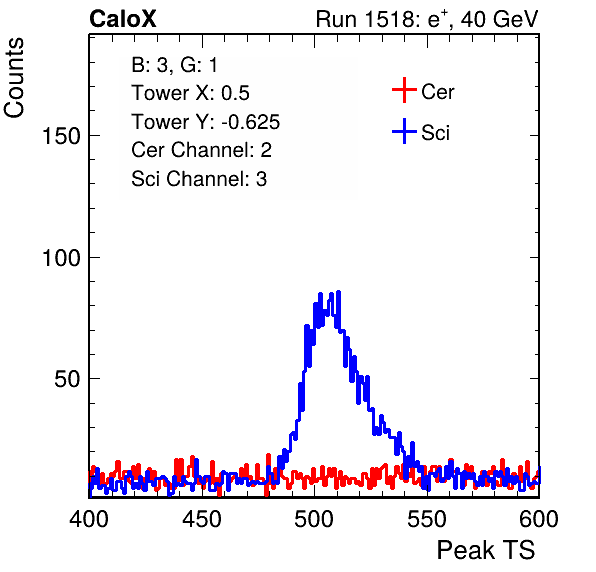 CaloX Run 1518: e⁺, 40 GeV
B: 3, G: 1
Tower X: 0.5
Tower Y: -0.625
Cer Channel: 2
Sci Channel: 3
Cer
Sci
Counts
150
100
50
400 450 500 550 600
Peak TS